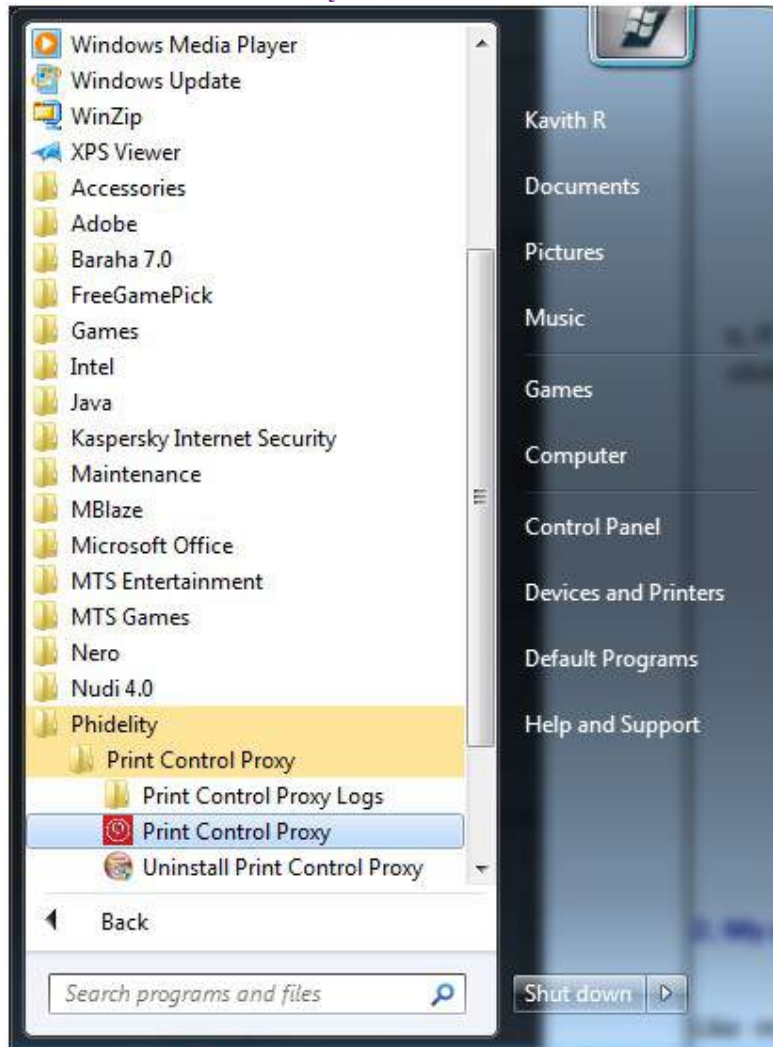 Windows Media Player
Windows Update
WinZip
XPS Viewer
Accessories
Adobe
Baraha 7.0
FreeGamePick
Games
Intel
Java
Kaspersky Internet Security
Maintenance
MBlaze
Microsoft Office
MTS Entertainment
MTS Games
Nero
Nudi 4.0
Phidelity
Print Control Proxy
Print Control Proxy Logs
Print Control Proxy
Uninstall Print Control Proxy
Back
Search programs and files
Kavith R
Documents
Pictures
Music
Games
Computer
Control Panel
Devices and Printers
Default Programs
Help and Support
Shut down